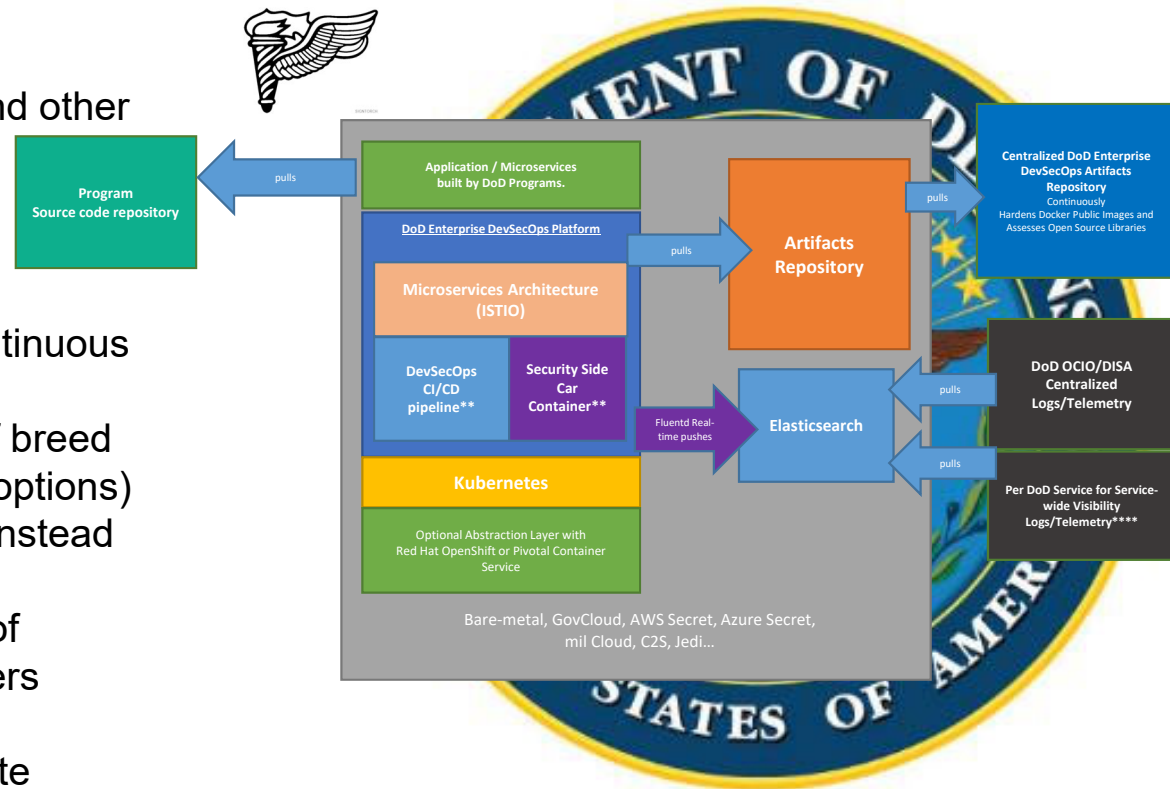 nd other
tinuous
breed
options)
nstead
of
ers
te
Program
Source code repository
pulls
Application / Microservices
built by DoD Programs.
DoD Enterprise DevSecOps Platform
Microservices Architecture
(ISTIO)
DevSecOps
CI/CD
pipeline**
Security Side
Car
Container**
Kubernetes
Optional Abstraction Layer with
Red Hat OpenShift or Pivotal Container
Service
Bare-metal, GovCloud, AWS Secret, Azure Secret,
mil Cloud, C2S, Jedi…
pulls
Artifacts
Repository
Fluentd Real-
time pushes
Elasticsearch
pulls
Centralized DoD Enterprise
DevSecOps Artifacts
Repository
Continuously
Hardens Docker Public Images and
Assesses Open Source Libraries
pulls
DoD OCIO/DISA
Centralized
Logs/Telemetry
pulls
Per DoD Service for Service-
wide Visibility
Logs/Telemetry****
MENT OF D
STATES OF AMER